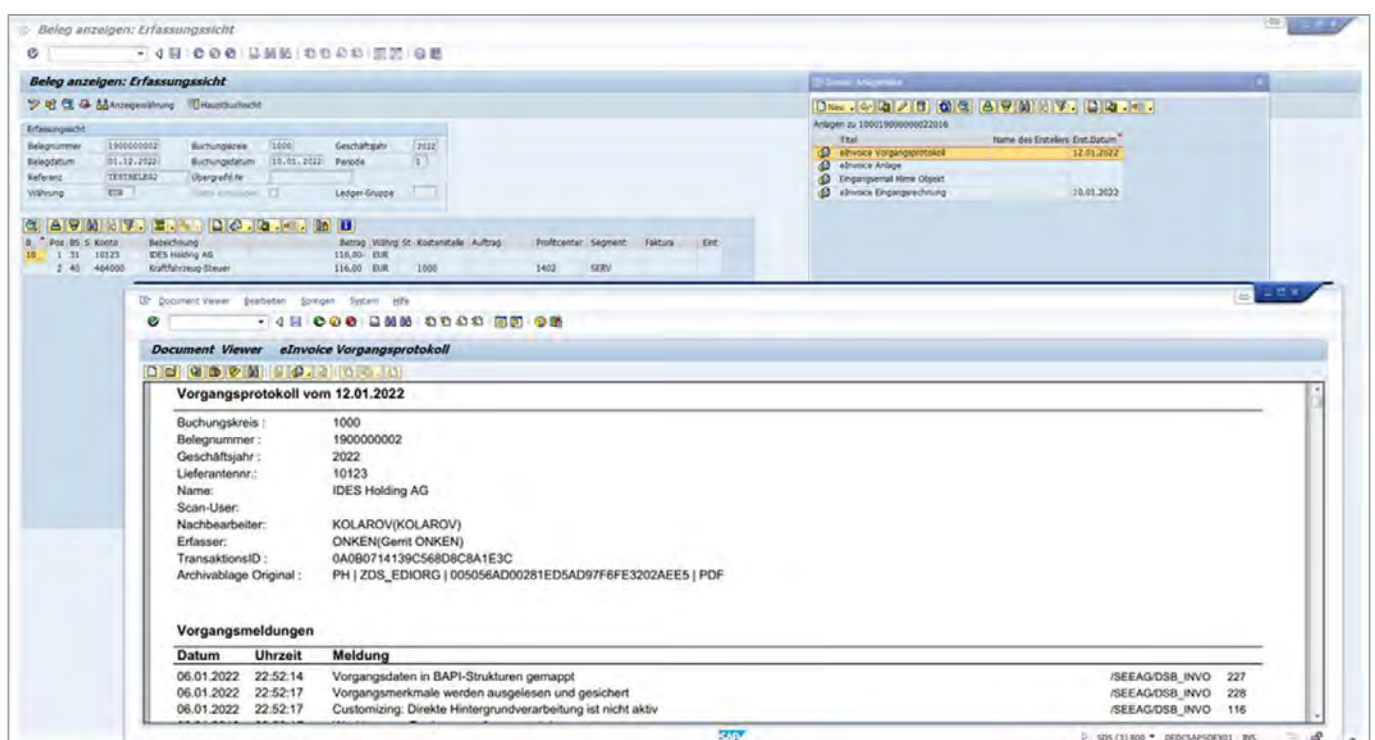 Beleg anzeigen: Erfassungssicht
Beleg anzeigen: Erfassungssicht
Anzeigewährung Hauptbuchsicht
Erfassungssicht
Belegnummer 1900000002 Buchungskreis 1000 Geschäftsjahr 2022
Belegdatum 01.12.2022 Buchungsdatum 10.01.2022 Periode 1
Referenz TESTBELEG2 Übergreifd.Nr
Währung EUR Ledger-Gruppe
Pos BS S Konto Bezeichnung Betrag Währg St Kostenstelle Auftrag Profitcenter Segment Faktura
1 31 10123 IDES Holding AG 116,00- EUR
2 40 464000 Kraftfahrzeug-Steuer 116,00 EUR 1000 1402 SERV
Neu
Anlagen zu 100019000000022016
Titel Name des Erstellers Erst.Datum
eInvoice Vorgangsprotokoll 12.01.2022
eInvoice Anlage
Eingangsemail Mime Objekt
eInvoice Eingangsrechnung 10.01.2022
Document Viewer Bearbeiten Springen System Hilfe
Document Viewer eInvoice Vorgangsprotokoll
Vorgangsprotokoll vom 12.01.2022
Buchungskreis : 1000
Belegnummer : 1900000002
Geschäftsjahr : 2022
Lieferantennr.: 10123
Name: IDES Holding AG
Scan-User:
Nachbearbeiter: KOLAROV(KOLAROV)
Erfasser: ONKEN(Gerrit ONKEN)
TransaktionsID : 0A0B0714139C568D8C8A1E3C
Archivablage Original : PH | ZDS_EDIORG | 005056AD00281ED5AD97F6FE3202AEE5 | PDF
Vorgangsmeldungen
Datum Uhrzeit Meldung
06.01.2022 22:52:14 Vorgangsdaten in BAPI-Strukturen gemappt /SEEAG/DSB_INVO 227
06.01.2022 22:52:17 Vorgangsmerkmale werden ausgelesen und gesichert /SEEAG/DSB_INVO 228
06.01.2022 22:52:17 Customizing: Direkte Hintergrundverarbeitung ist nicht aktiv /SEEAG/DSB_INVO 116
SAP